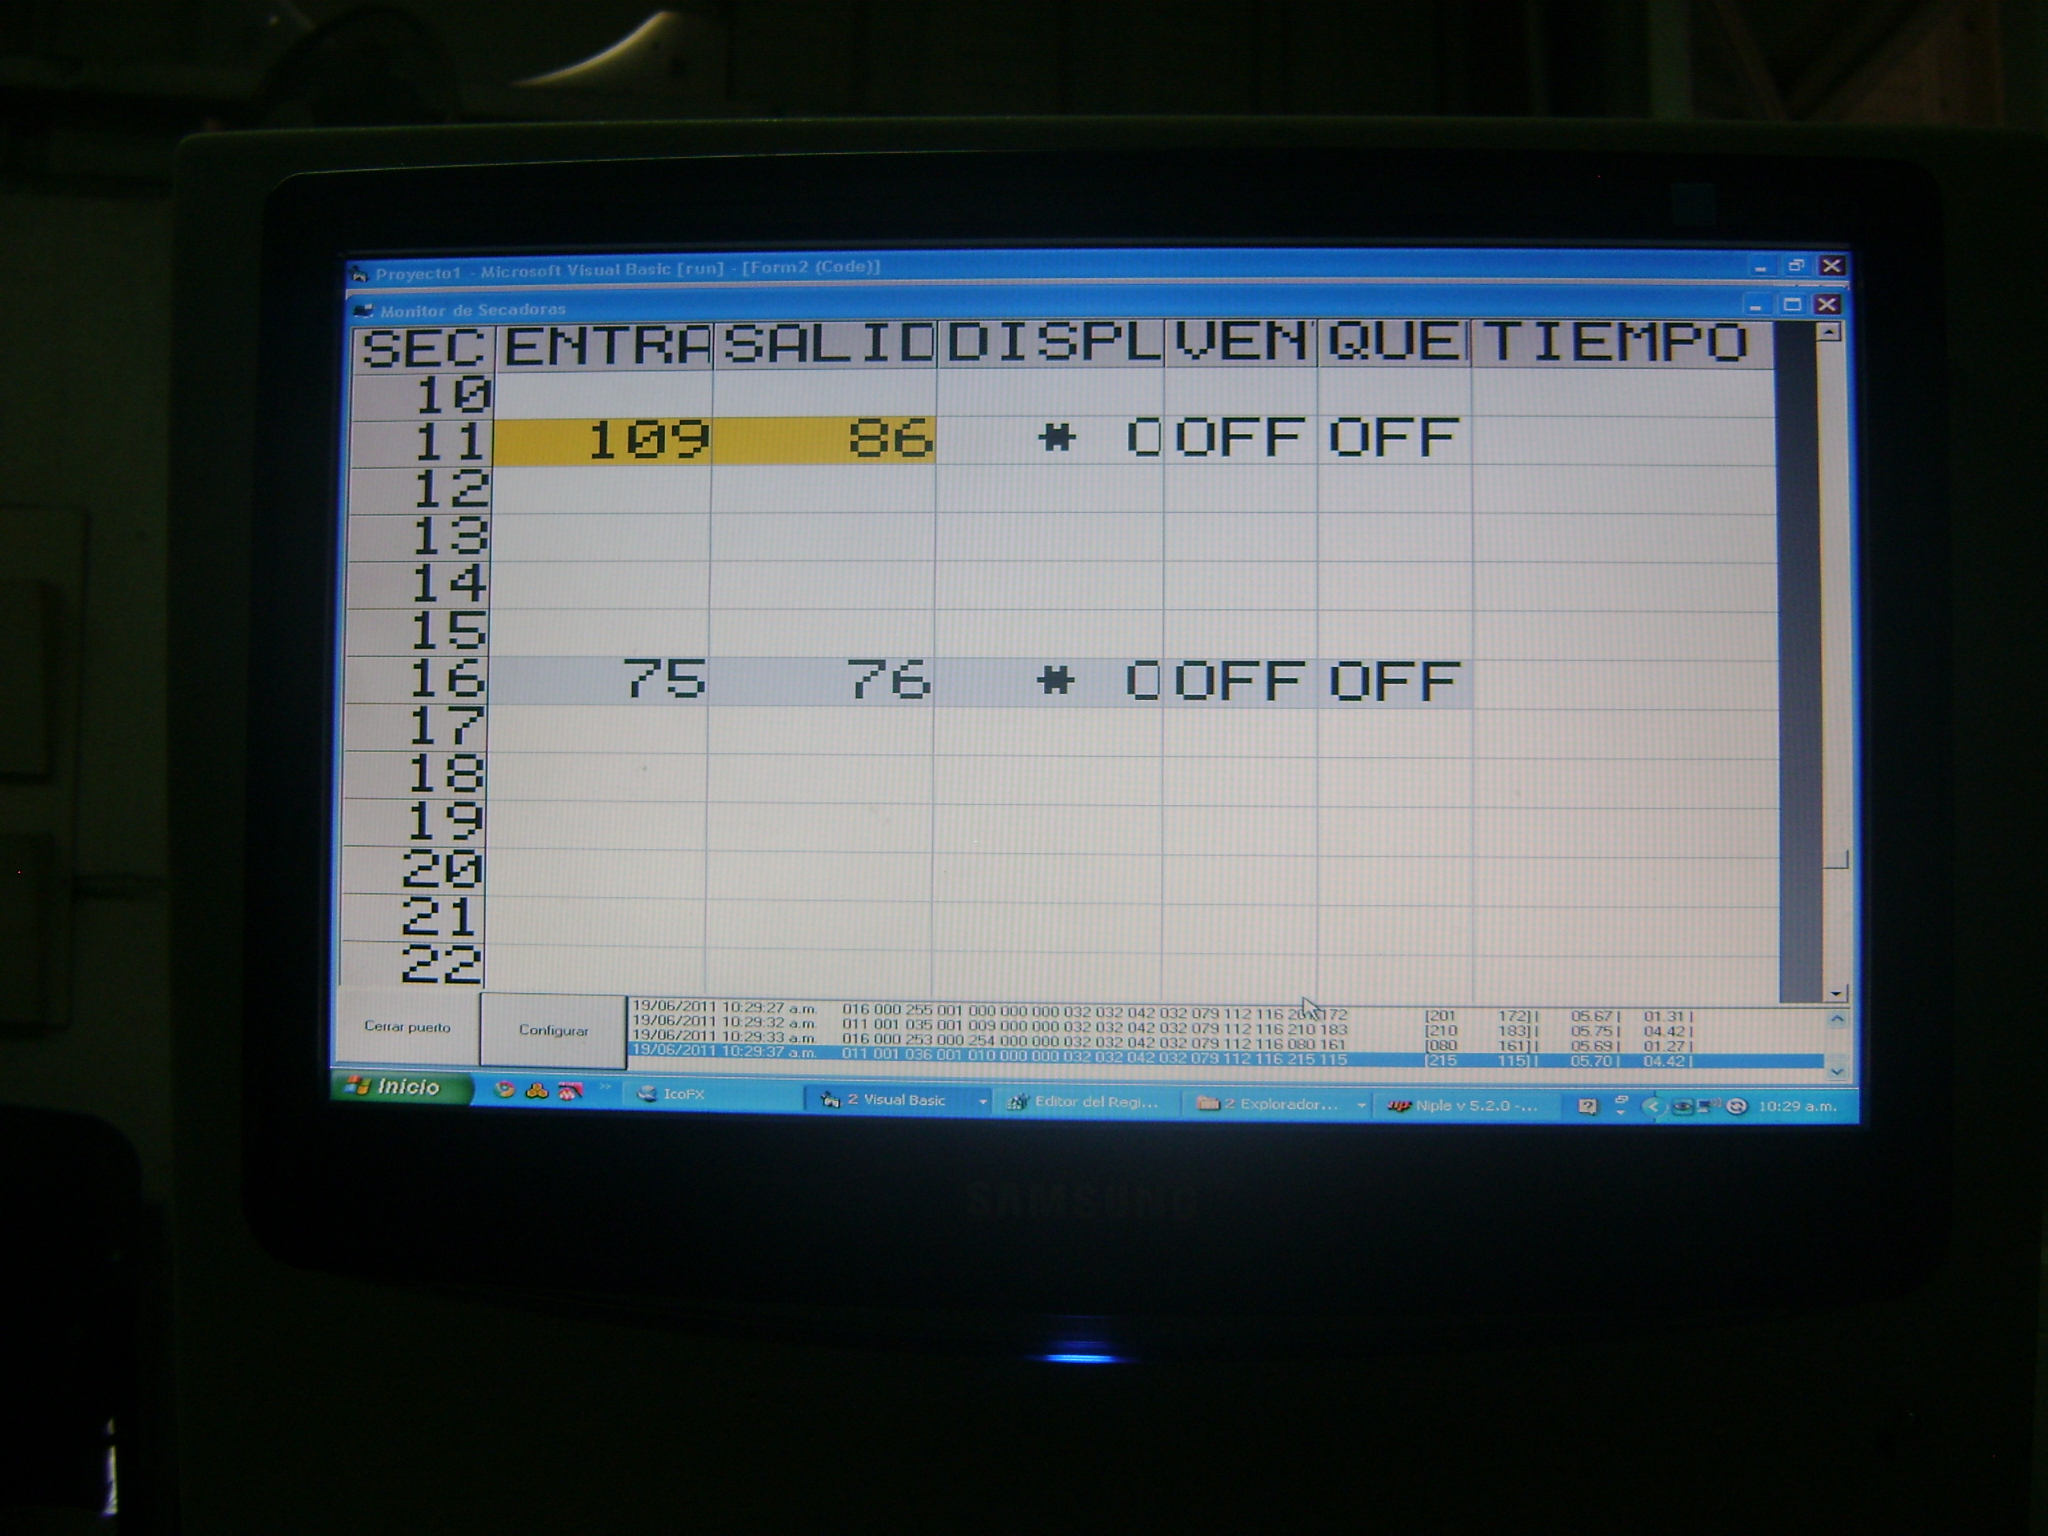 Proyecto1 - Microsoft Visual Basic [run] - [Form2 (Code)]
Monitor de Secadoras
SEC ENTRA SALID DISPL VEN QUE TIEMPO
10
11 109 86 * O OFF OFF
12
13
14
15
16 75 76 * O OFF OFF
17
18
19
20
21
22
Cerrar puerto Configurar
19/06/2011 10:29:27 a.m. 016 000 255 001 000 000 000 032 032 042 032 079 112 116 172 [201 172]| 05.67| 01.31|
19/06/2011 10:29:32 a.m. 011 001 035 001 009 000 000 032 032 042 032 079 112 116 210 183 [210 183]| 05.75| 04.42|
19/06/2011 10:29:33 a.m. 016 000 253 000 254 000 000 032 032 042 032 079 112 116 080 161 [080 161]| 05.69| 01.27|
19/06/2011 10:29:37 a.m. 011 001 036 001 010 000 000 032 032 042 032 079 112 116 215 115 [215 115]| 05.70| 04.42|
Inicio IcoFX 2 Visual Basic Editor del Regi... 2 Explorador... Niple v 5.2.0 -... 10:29 a.m.
SAMSUNG